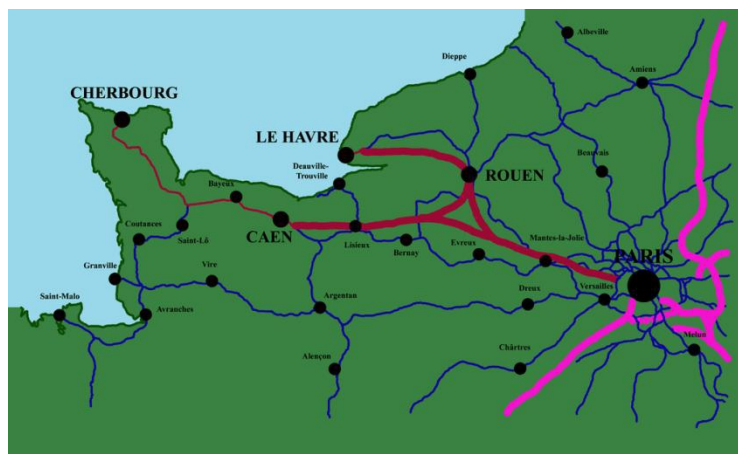 Alheville
Dieppe
Amiens
CHERBOURG
LE HAVRE
Beauvais
Deauville-
Trouville
ROUEN
Bayeux
Coutances
Saint-Lô
CAEN
Lisieux
Bernay
Evreux
Mantes-la-Jolie
PARIS
Granville
Vire
Versailles
Saint-Malo
Avranches
Argentan
Dreux
Melun
Alençon
Chârtres